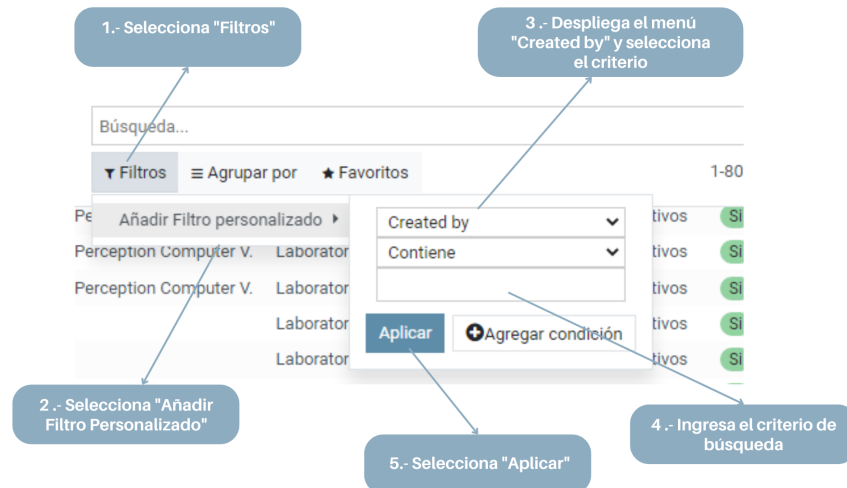 1.- Selecciona "Filtros"
3 .- Despliega el menú
"Created by" y selecciona
el criterio
Búsqueda...
Filtros
Agrupar por
Favoritos
1-80
Añadir Filtro personalizado
Created by
tivos
Si
Perception Computer V.
Laborator
Contiene
tivos
Si
Perception Computer V.
Laborator
tivos
Si
Laborator
Aplicar
Agregar condición
tivos
Si
Laborator
tivos
Si
2 .- Selecciona "Añadir
Filtro Personalizado"
4 .- Ingresa el criterio de
búsqueda
5.- Selecciona "Aplicar"